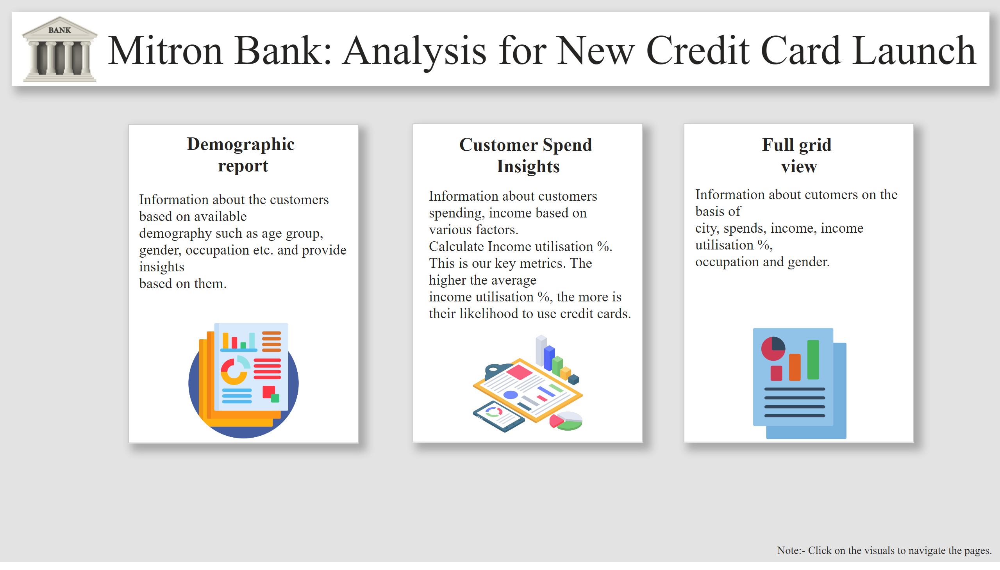 BANK
Mitron Bank: Analysis for New Credit Card Launch
Demographic
report
Information about the customers
based on available
demography such as age group,
gender, occupation etc. and provide
insights
based on them.
Customer Spend
Insights
Information about customers
spending, income based on
various factors.
Calculate Income utilisation %.
This is our key metrics. The
higher the average
income utilisation %, the more is
their likelihood to use credit cards.
Full grid
view
Information about cutomers on the
basis of
city, spends, income, income
utilisation %,
occupation and gender.
Note:- Click on the visuals to navigate the pages.